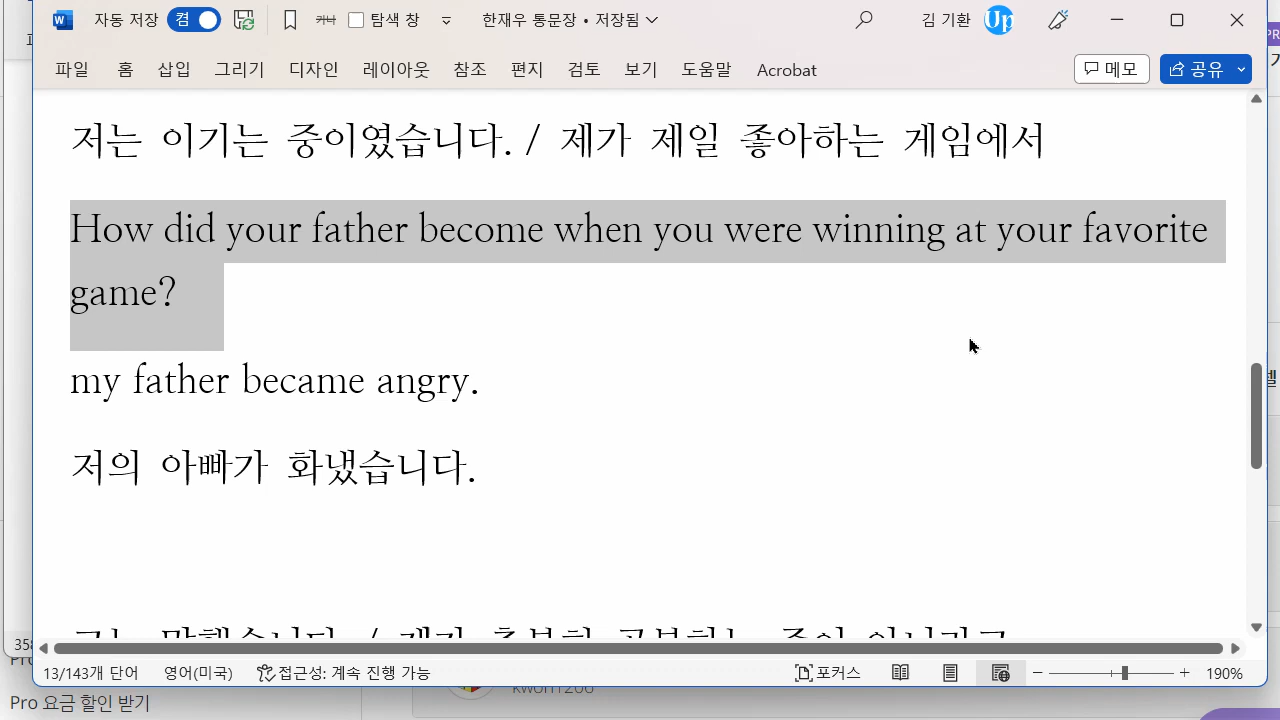 자동 저장 켬 가나 탐색 창 한재우 통문장 • 저장됨 김 기환 Up
파일 홈 삽입 그리기 디자인 레이아웃 참조 편지 검토 보기 도움말 Acrobat 메모 공유
저는 이기는 중이였습니다. / 제가 제일 좋아하는 게임에서
How did your father become when you were winning at your favorite
game?
my father became angry.
저의 아빠가 화냈습니다.
13/143개 단어 영어(미국) 접근성: 계속 진행 가능 포커스 190%
Pro 요금 할인 받기